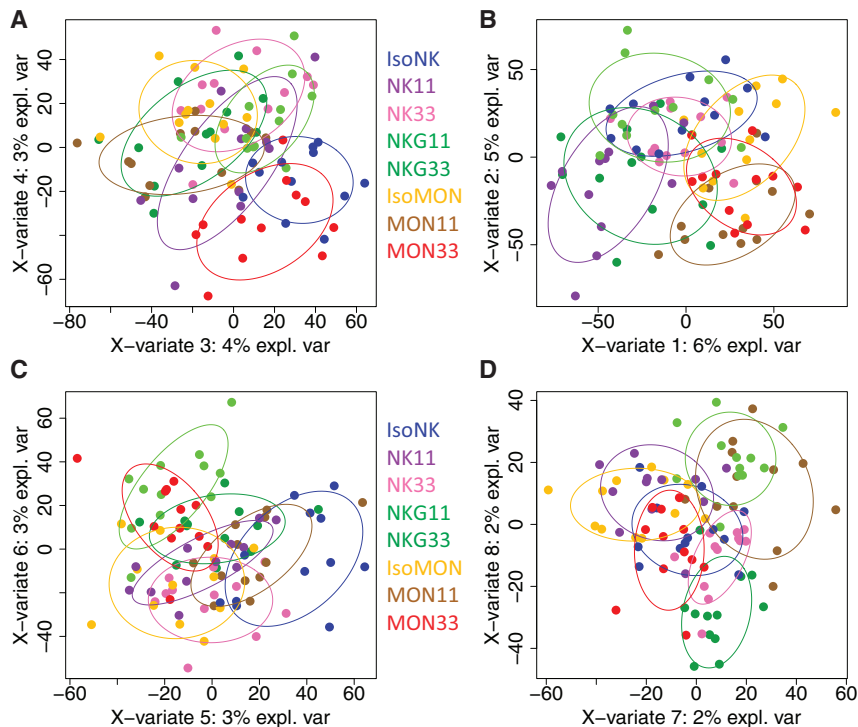 A
X−variate 4: 3% expl. var
40
20
0
−20
−60
−80
−40
0
20
40
60
X−variate 3: 4% expl. var
IsoNK
NK11
NK33
NKG11
NKG33
IsoMON
MON11
MON33
B
X−variate 2: 5% expl. var
50
0
−50
−50
0
50
X−variate 1: 6% expl. var
C
X−variate 6: 3% expl. var
60
40
20
0
−40
−60
−40
−20
0
20
40
60
X−variate 5: 3% expl. var
IsoNK
NK11
NK33
NKG11
NKG33
IsoMON
MON11
MON33
D
X−variate 8: 2% expl. var
40
20
0
−20
−40
−60
−40
−20
0
20
40
60
X−variate 7: 2% expl. var